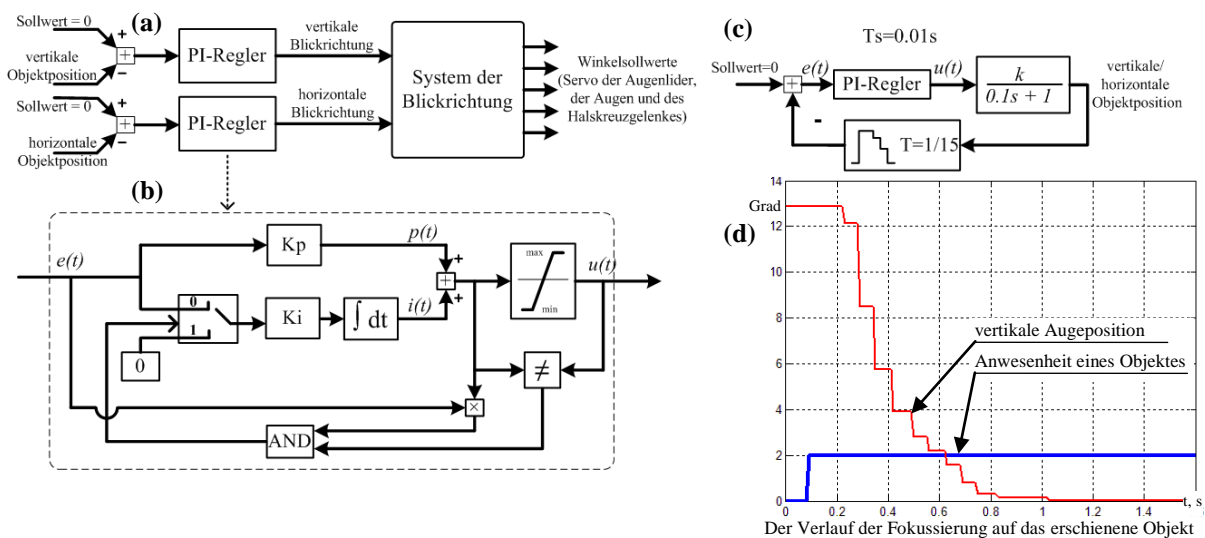 (a)
Sollwert = 0
+
+
−
vertikale
Objektposition
PI-Regler
vertikale
Blickrichtung
Sollwert = 0
+
+
−
horizontale
Objektposition
PI-Regler
horizontale
Blickrichtung
System der
Blickrichtung
Winkelsollwerte
(Servo der Augenlider,
der Augen und des
Halskreuzgelenkes)
(b)
e(t)
Kp
p(t)
+
+
+
0
1
0
Ki
∫ dt
i(t)
max
min
u(t)
≠
×
AND
(c)
Ts=0.01s
Sollwert=0
+
-
e(t)
PI-Regler
u(t)
k
0.1s + 1
vertikale/
horizontale
Objektposition
T=1/15
(d)
14
Grad
12
10
8
6
4
2
0
vertikale Augeposition
Anwesenheit eines Objektes
0 0.2 0.4 0.6 0.8 1 1.2 1.4 t, s
Der Verlauf der Fokussierung auf das erschienene Objekt